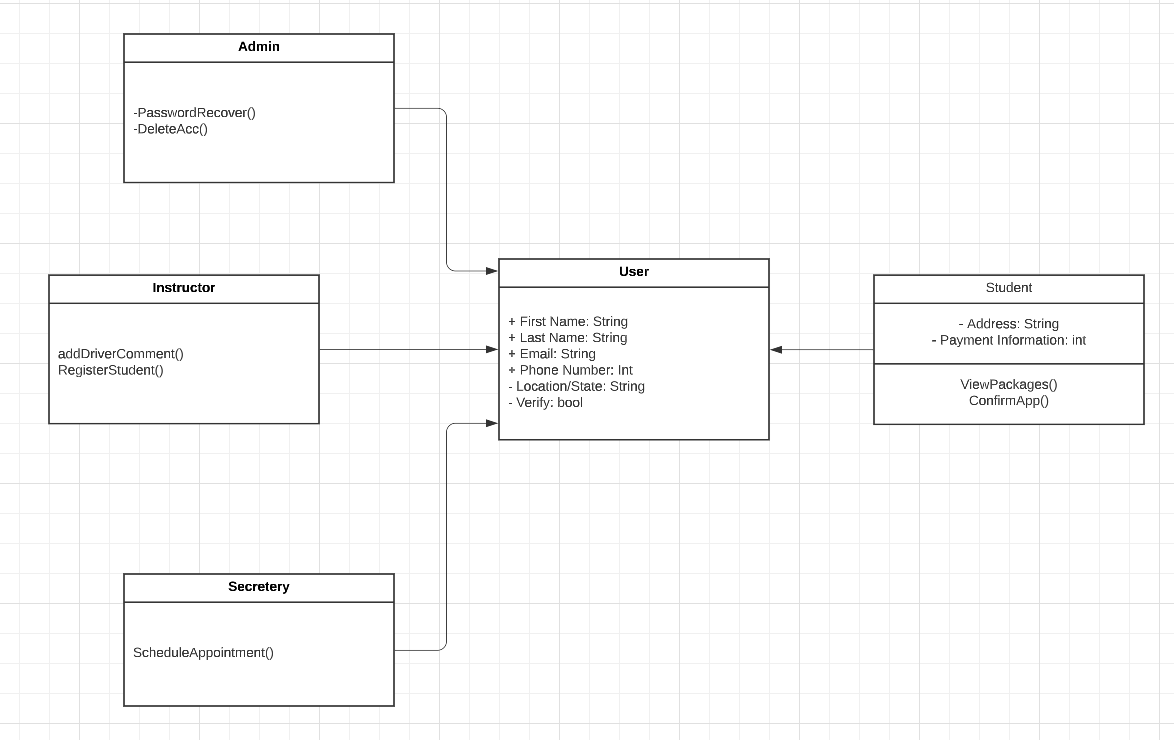 Admin
-PasswordRecover()
-DeleteAcc()
Instructor
addDriverComment()
RegisterStudent()
User
+ First Name: String
+ Last Name: String
+ Email: String
+ Phone Number: Int
- Location/State: String
- Verify: bool
Student
- Address: String
- Payment Information: int
ViewPackages()
ConfirmApp()
Secretery
ScheduleAppointment()